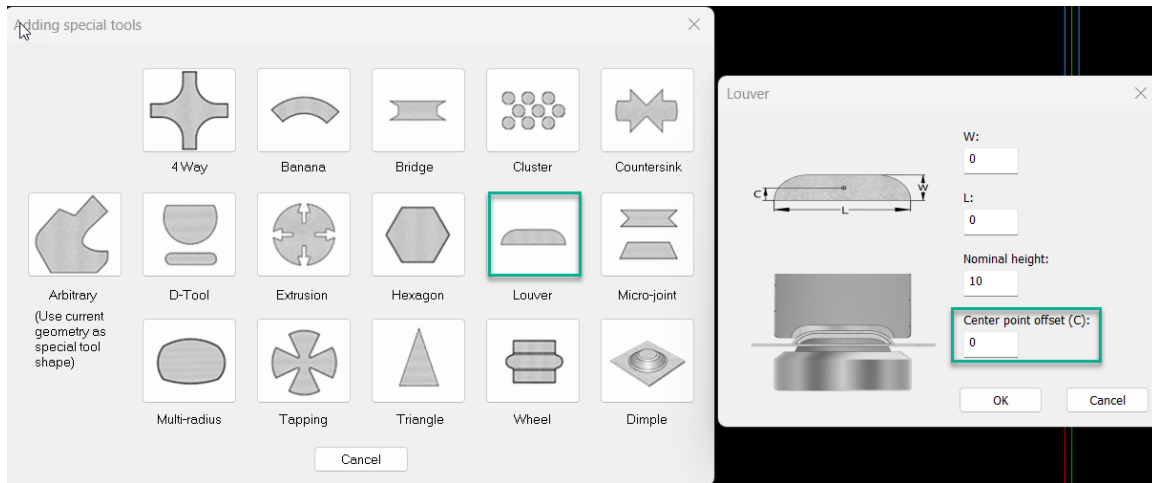 Adding special tools
4 Way
Banana
Bridge
Cluster
Countersink
Arbitrary
(Use current
geometry as
special tool
shape)
D-Tool
Extrusion
Hexagon
Louver
Micro-joint
Multi-radius
Tapping
Triangle
Wheel
Dimple
Cancel
Louver
C
W
L
W:
0
L:
0
Nominal height:
10
Center point offset (C):
0
OK
Cancel